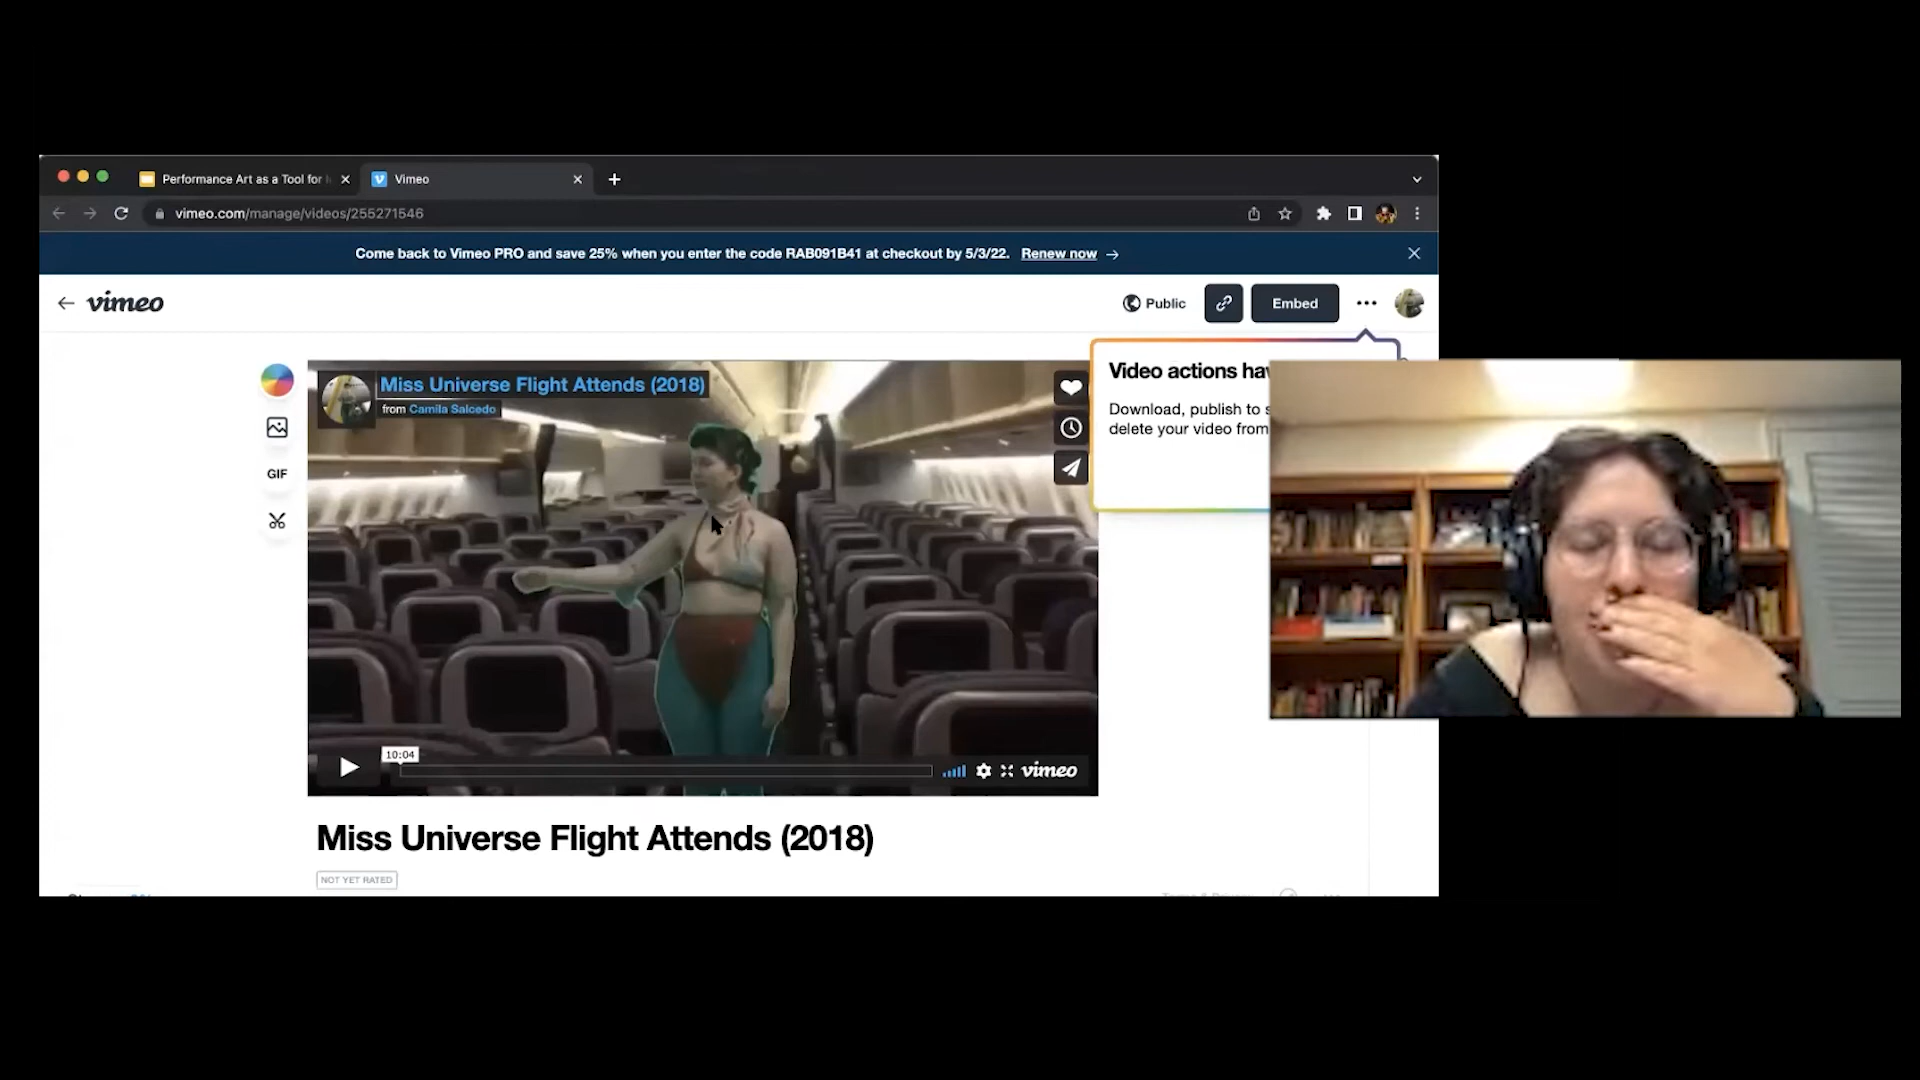 Performance Art as a Tool for
Vimeo
vimeo.com/manage/videos/255271546
Come back to Vimeo PRO and save 25% when you enter the code RAB091B41 at checkout by 5/3/22. Renew now →
vimeo
Public
Embed
Miss Universe Flight Attends (2018)
from Camila Salcedo
Video actions hav
Download, publish to s
delete your video from
GIF
10:04
vimeo
Miss Universe Flight Attends (2018)
NOT YET RATED